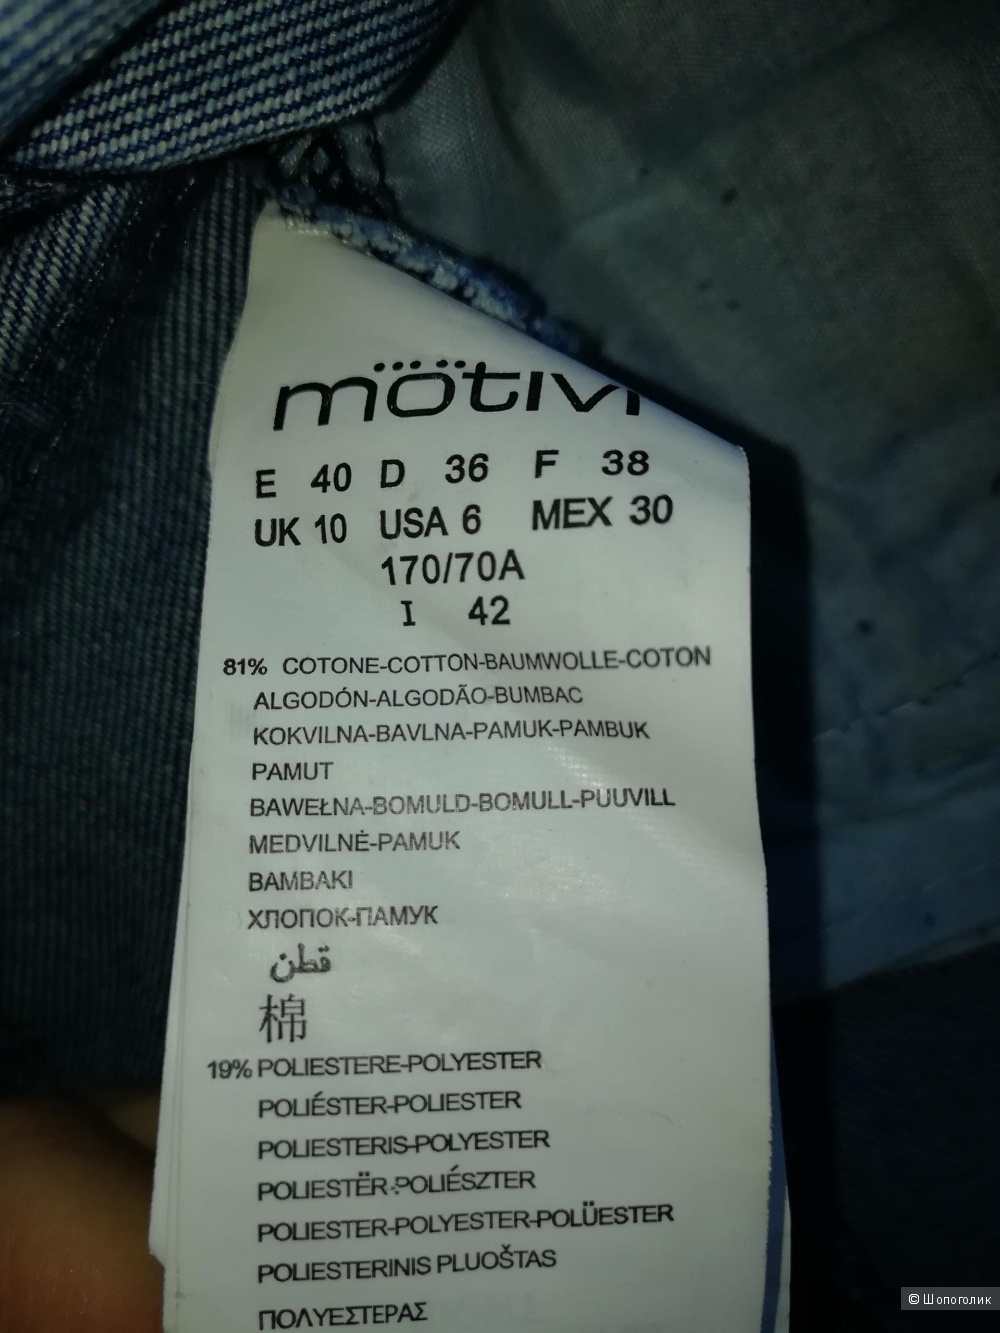 mötivi
E 40 D 36 F 38
UK 10 USA 6 MEX 30
170/70A
I 42
81% COTONE-COTTON-BAUMWOLLE-COTON
ALGODÓN-ALGODÃO-BUMBAC
KOKVILNA-BAVLNA-PAMUK-PAMBUK
PAMUT
BAWEŁNA-BOMULD-BOMULL-PUUVILL
MEDVILNĖ-PAMUK
BAMBAKI
ХЛОПОК-ПАМУК
قطن
棉
19% POLIESTERE-POLYESTER
POLIÉSTER-POLIESTER
POLIESTERIS-POLYESTER
POLIESTËR-POLIÉSZTER
POLIESTER-POLYESTER-POLÜESTER
POLIESTERINIS PLUOŠTAS
ΠΟΛΥΕΣΤΕΡΑΣ
© Шопоголик